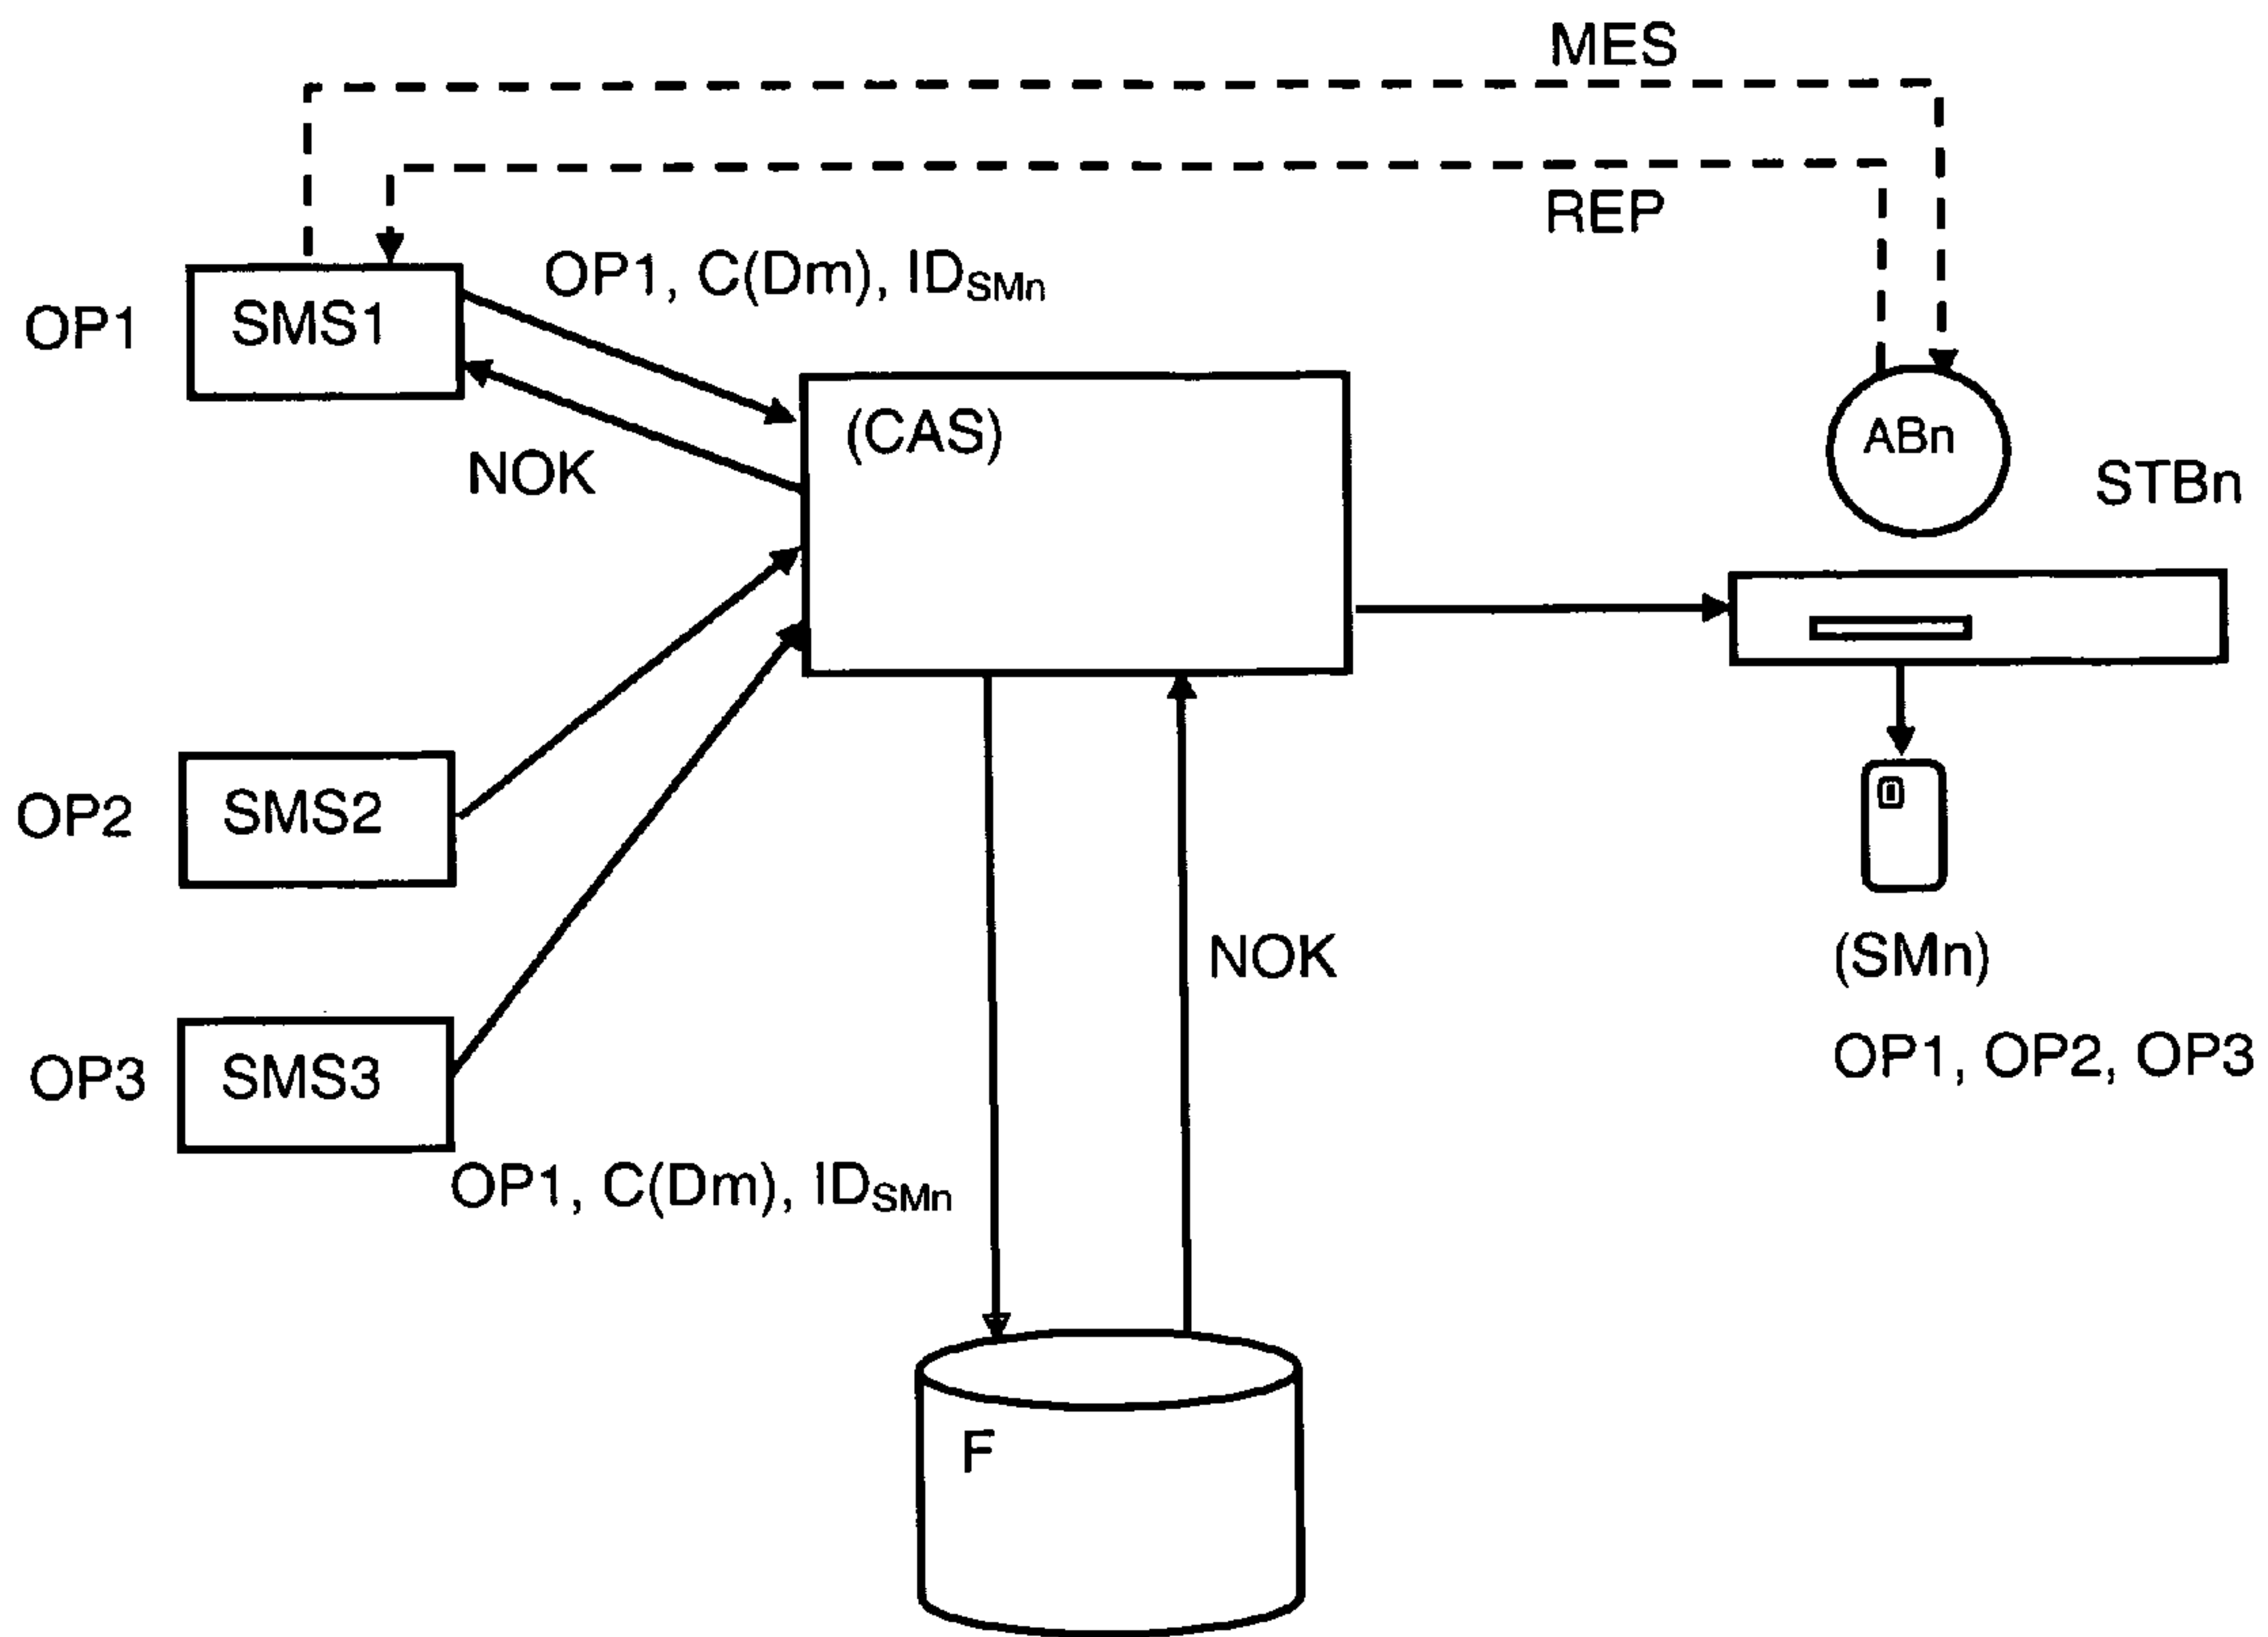 MES
REP
OP1, C(Dm), IDSMn
OP1
SMS1
(CAS)
ABn
NOK
STBn
OP2
SMS2
NOK
(SMn)
OP1, OP2, OP3
OP3
SMS3
OP1, C(Dm), IDSMn
F